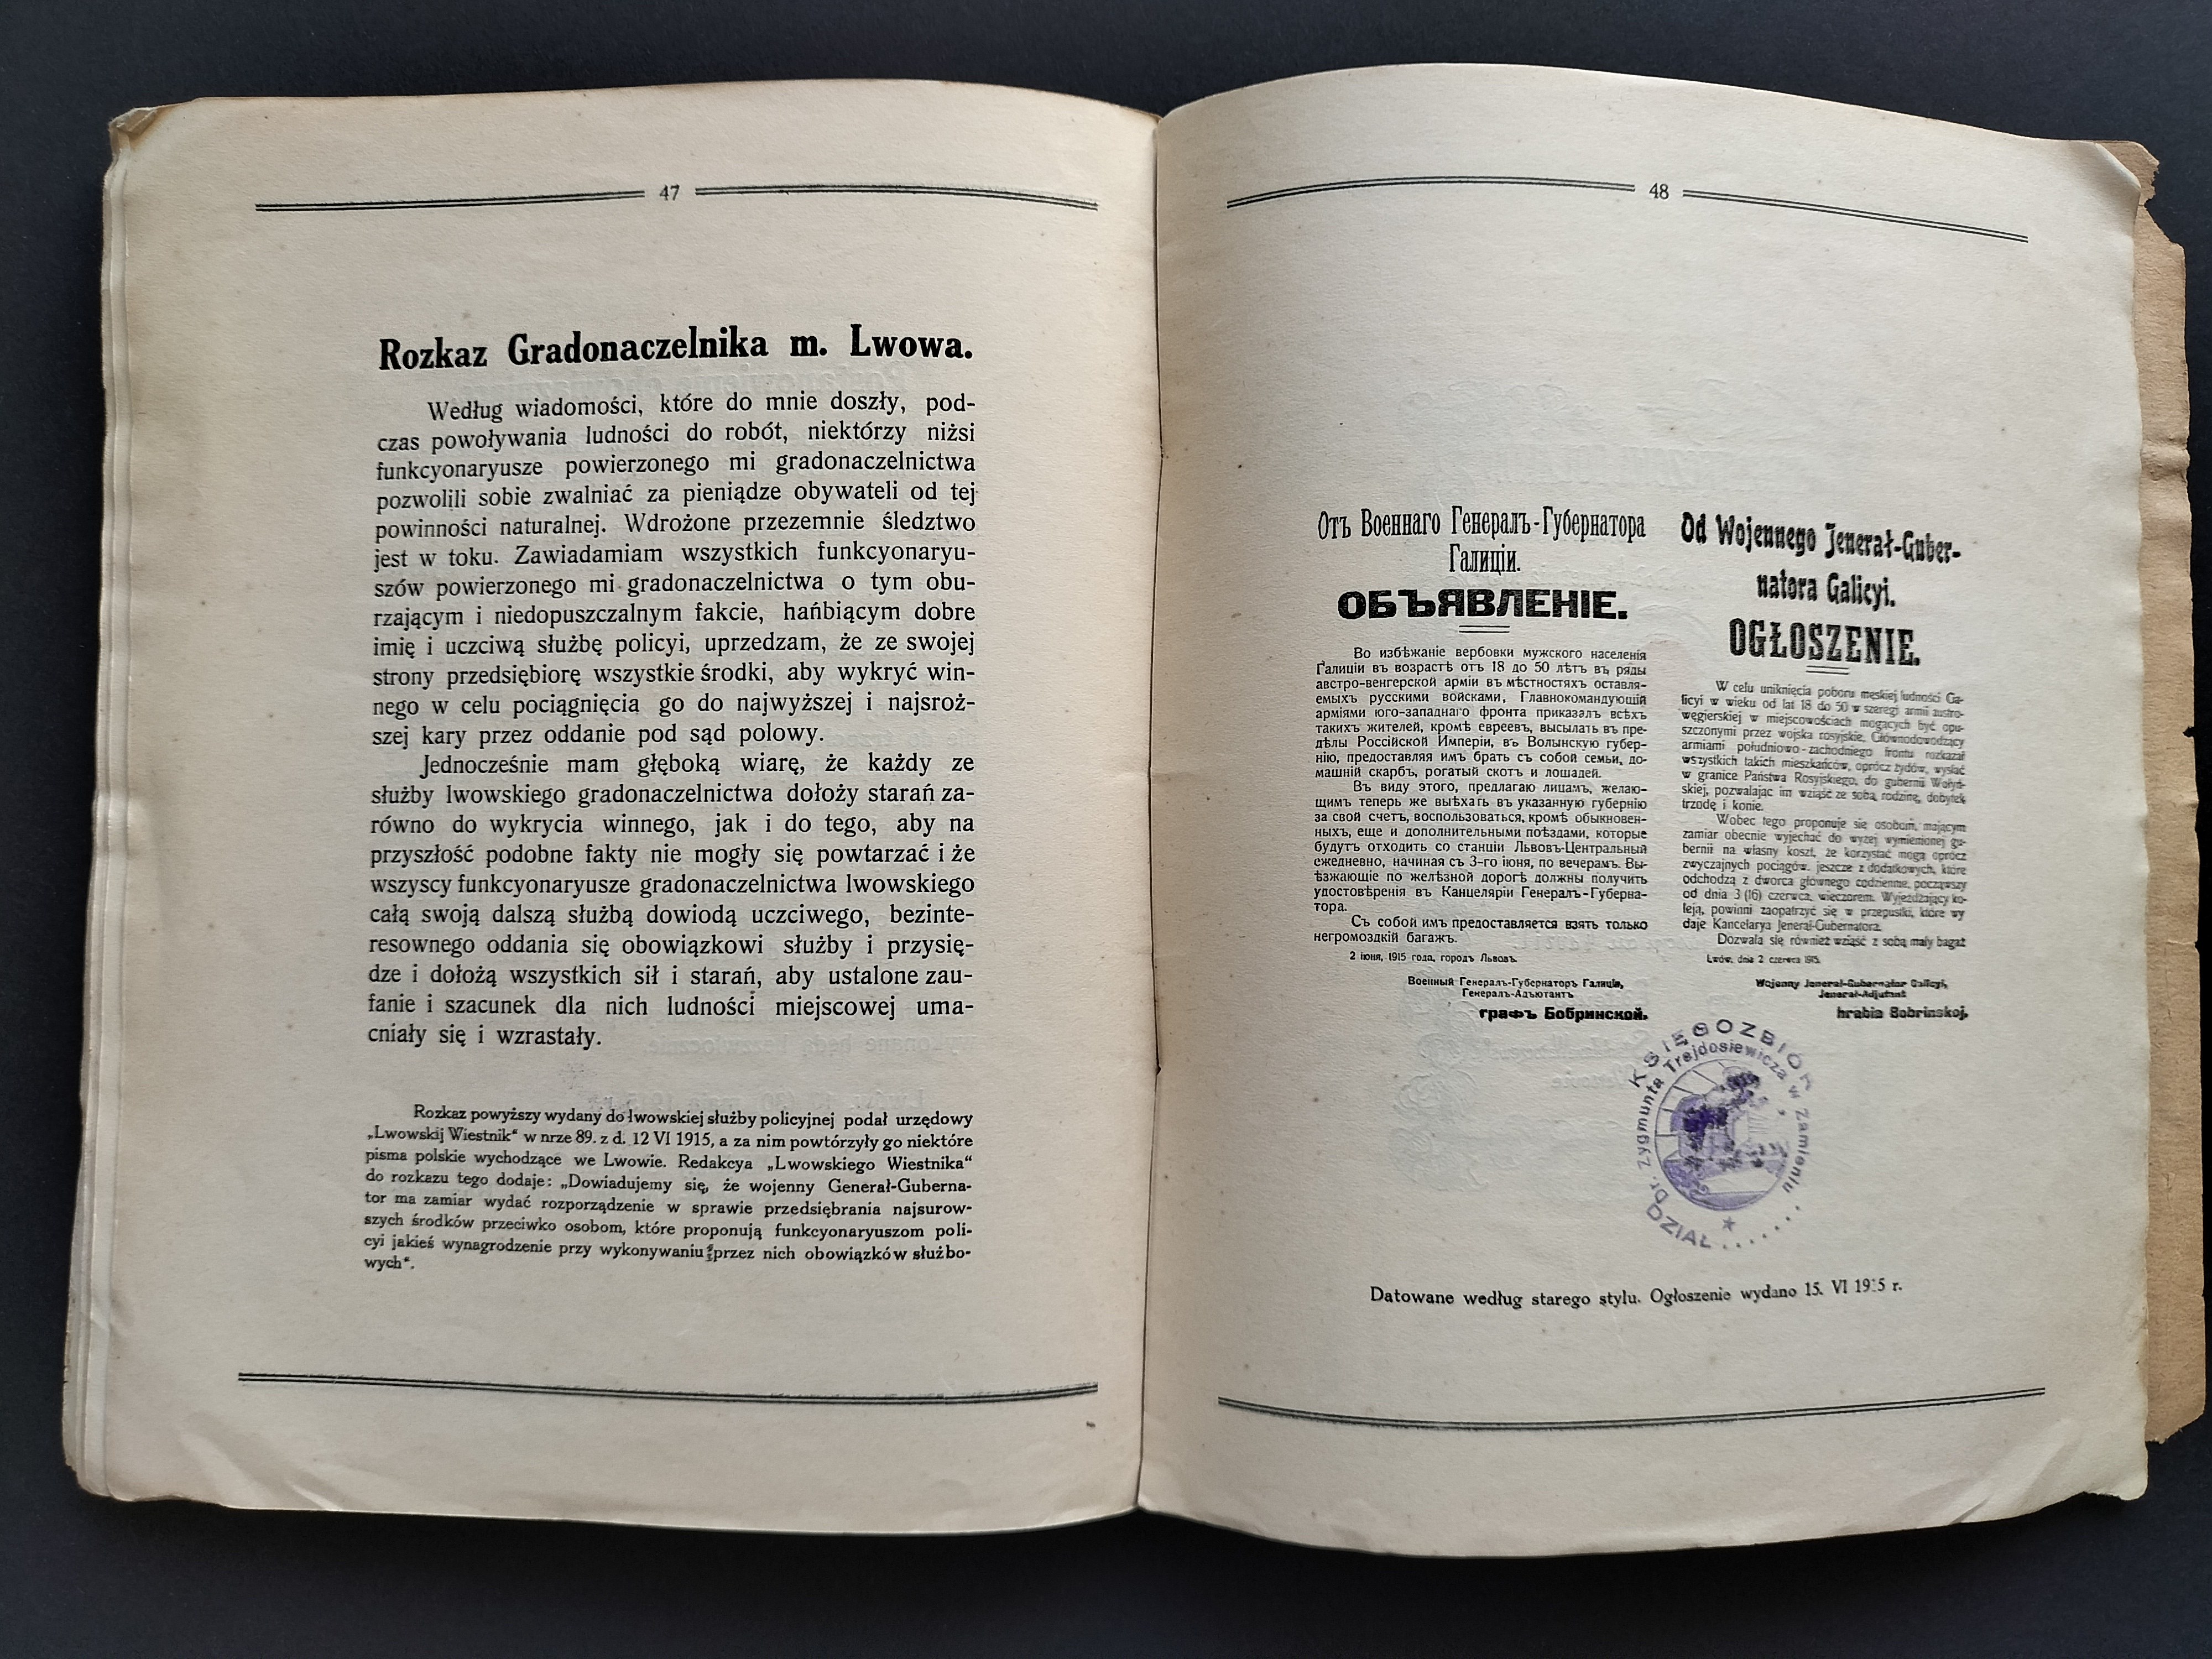 47
Rozkaz Gradonaczelnika m. Lwowa.
Według wiadomości, które do mnie doszły, pod-
czas powoływania ludności do robót, niektórzy niżsi
funkcyonaryusze powierzonego mi gradonaczelnictwa
pozwolili sobie zwalniać za pieniądze obywateli od tej
powinności naturalnej. Wdrożone przezemnie śledztwo
jest w toku. Zawiadamiam wszystkich funkcyonaryu-
szów powierzonego mi gradonaczelnictwa o tym obu-
rzającym i niedopuszczalnym fakcie, hańbiącym dobre
imię i uczciwą służbę policyi, uprzedzam, że ze swojej
strony przedsiębiorę wszystkie środki, aby wykryć win-
nego w celu pociągnięcia go do najwyższej i najsroż-
szej kary przez oddanie pod sąd polowy.
Jednocześnie mam głęboką wiarę, że każdy ze
służby lwowskiego gradonaczelnictwa dołoży starań za-
równo do wykrycia winnego, jak i do tego, aby na
przyszłość podobne fakty nie mogły się powtarzać i że
wszyscy funkcyonaryusze gradonaczelnictwa lwowskiego
całą swoją dalszą służbą dowiodą uczciwego, bezinte-
resownego oddania się obowiązkowi służby i przysię-
dze i dołożą wszystkich sił i starań, aby ustalone zau-
fanie i szacunek dla nich ludności miejscowej uma-
cniały się i wzrastały.
Rozkaz powyższy wydany do lwowskiej służby policyjnej podał urzędowy
„Lwowskij Wiestnik“ w nrze 89. z d. 12 VI 1915, a za nim powtórzyły go niektóre
pisma polskie wychodzące we Lwowie. Redakcya „Lwowskiego Wiestnika“
do rozkazu tego dodaje: „Dowiadujemy się, że wojenny Generał-Guberna-
tor ma zamiar wydać rozporządzenie w sprawie przedsiębrania najsurow-
szych środków przeciwko osobom, które proponują funkcyonaryuszom poli-
cyi jakieś wynagrodzenie przy wykonywaniu przez nich obowiązków służbo-
wych“.
48
Отъ Военнаго Генералъ-Губернатора
Галиціи.
ОБЪЯВЛЕНІЕ.
Во избѣжаніе вербовки мужского населенія
Галиціи въ возрастѣ отъ 18 до 50 лѣтъ въ ряды
австро-венгерской арміи въ мѣстностяхъ оставля-
емыхъ русскими войсками, Главнокомандующій
арміями юго-западнаго фронта приказалъ всѣхъ
такихъ жителей, кромѣ евреевъ, высылать въ пре-
дѣлы Россійской Имперіи, въ Волынскую губер-
нію, предоставляя имъ брать съ собой семьи, до-
машній скарбъ, рогатый скотъ и лошадей.
Въ виду этого, предлагаю лицамъ, желаю-
щимъ теперь же выѣхать въ указанную губернію
за свой счетъ, воспользоваться, кромѣ обыкновен-
ныхъ, еще и дополнительными поѣздами, которые
будутъ отходить со станціи Львовъ-Центральный
ежедневно, начиная съ 3-го іюня, по вечерамъ. Вы-
ѣзжающіе по желѣзной дорогѣ должны получить
удостовѣренія въ Канцеляріи Генералъ-Губерна-
тора.
Съ собой имъ предоставляется взять только
негромоздкій багажъ.
2 іюня, 1915 года, городъ Львовъ.
Военный Генералъ-Губернаторъ Галиціи,
Генералъ-Адъютантъ
графъ Бобринской.
Od Wojennego Jenerał-Guber-
natora Galicyi.
OGŁOSZENIE.
W celu uniknięcia poboru męskiej ludności Ga-
licyi w wieku od lat 18 do 50 w szeregi armii austro-
węgierskiej w miejscowościach mogących być opu-
szczonymi przez wojska rosyjskie, Głównodowodzący
armiami południowo-zachodniego frontu rozkazał
wszystkich takich mieszkańców, oprócz żydów, wysłać
w granice Państwa Rosyjskiego, do gubernii Wołyń-
skiej, pozwalając im wziąść ze sobą rodzinę, dobytek
trzodę i konie.
Wobec tego proponuje się osobom, mającym
zamiar obecnie wyjechać do wyżej wymienionej gu-
bernii na własny koszt, że korzystać mogą oprócz
zwyczajnych pociągów, jeszcze z dodatkowych, które
odchodzą z dworca głównego codziennie, począwszy
od dnia 3 (16) czerwca, wieczorem. Wyjeżdżający ko-
leją, powinni zaopatrzyć się w przepustki, które wy
daje Kancelarya Jenerał-Gubernatora.
Dozwala się również wziąść z sobą mały bagaż
Lwów, dnia 2 czerwca 1915.
Wojenny Jenerał-Gubernator Galicyi,
Jenerał-Adjutant
hrabia Bobrinskoj.
KSIĘGOZBIÓR
Dr. Zygmunta Trejdosiewicza w Zamieniu
DZIAŁ .......
Datowane według starego stylu. Ogłoszenie wydano 15. VI 1915 r.